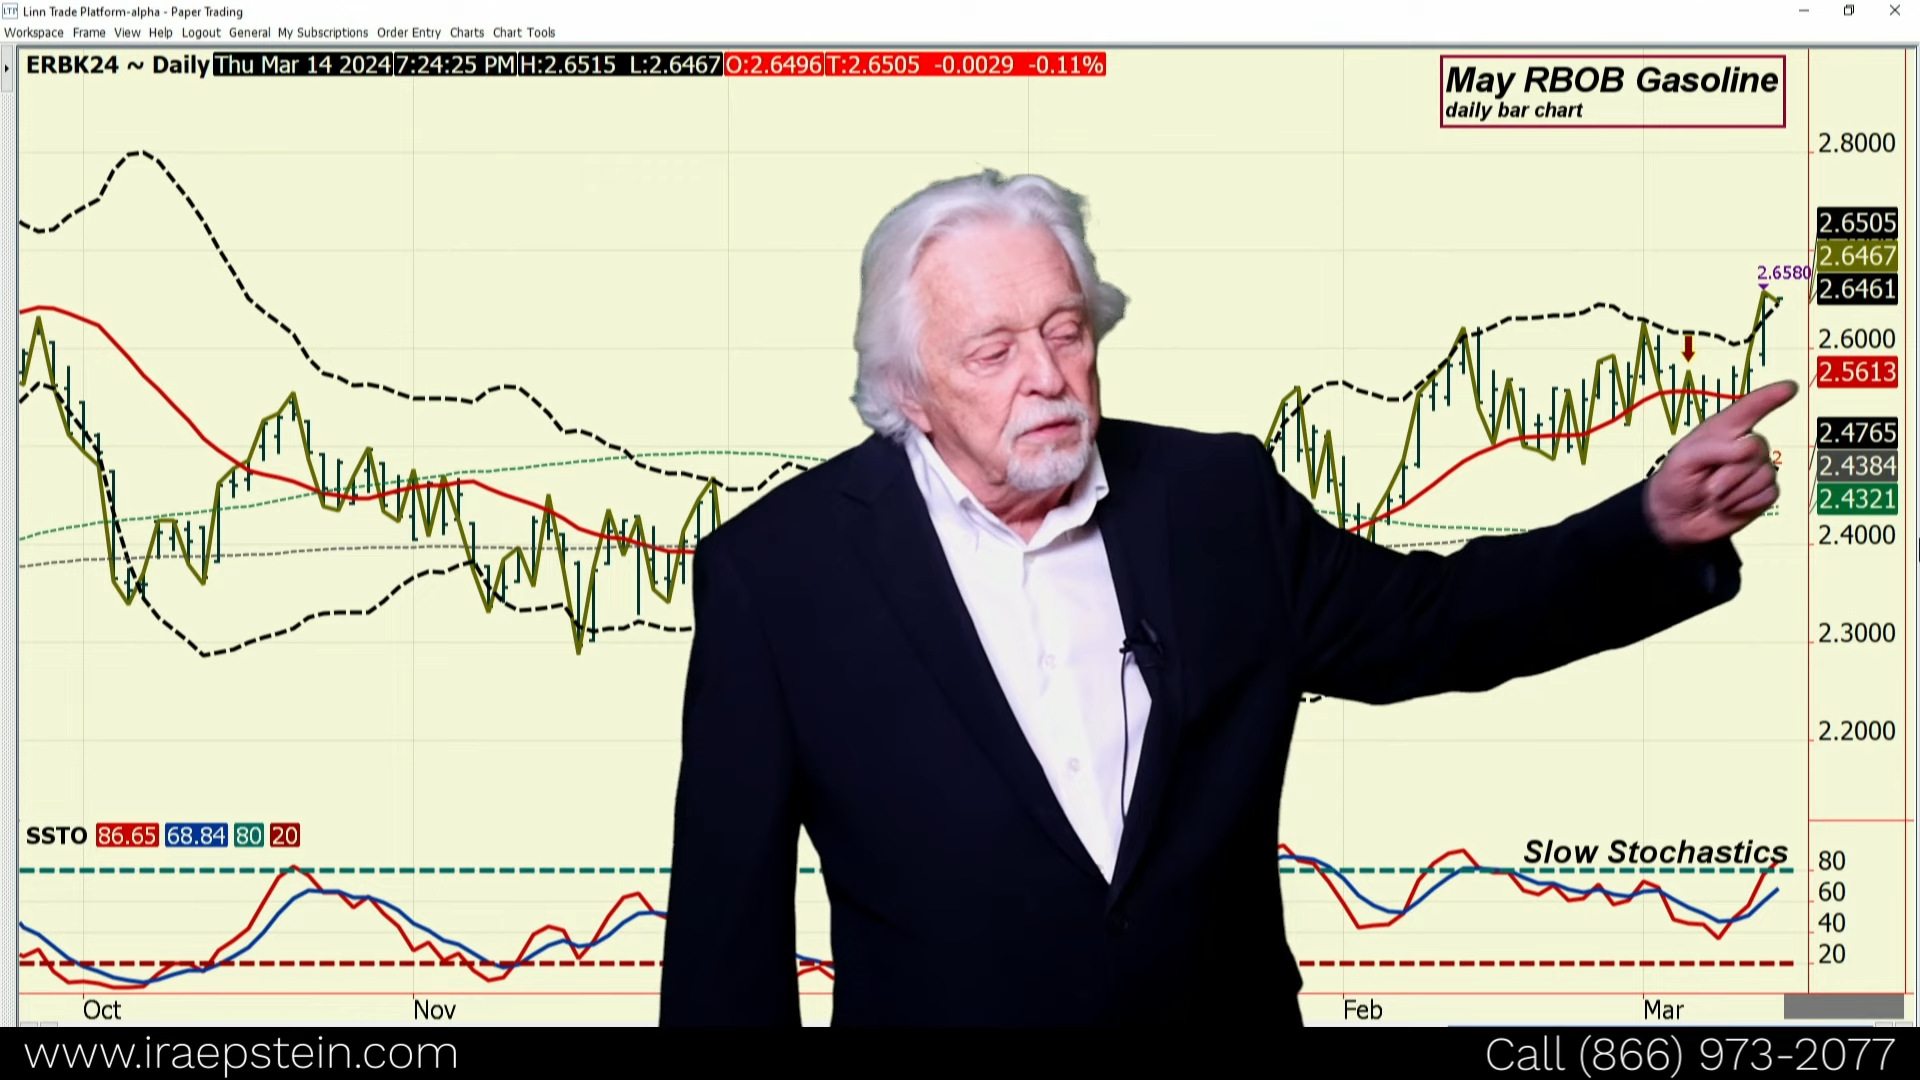 LTP Linn Trade Platform-alpha - Paper Trading
Workspace Frame View Help Logout General My Subscriptions Order Entry Charts Chart Tools
ERBK24 ~ Daily Thu Mar 14 2024 7:24:25 PM H:2.6515 L:2.6467 O:2.6496 T:2.6505 -0.0029 -0.11%
May RBOB Gasoline
daily bar chart
2.8000
2.6505
2.6467
2.6580
2.6461
2.6000
2.5613
2.4765
2
2.4384
2.4321
2.4000
2.3000
2.2000
SSTO 86.65 68.84 80 20
Slow Stochastics
80
60
40
20
Oct Nov Feb Mar
www.iraepstein.com Call (866) 973-2077